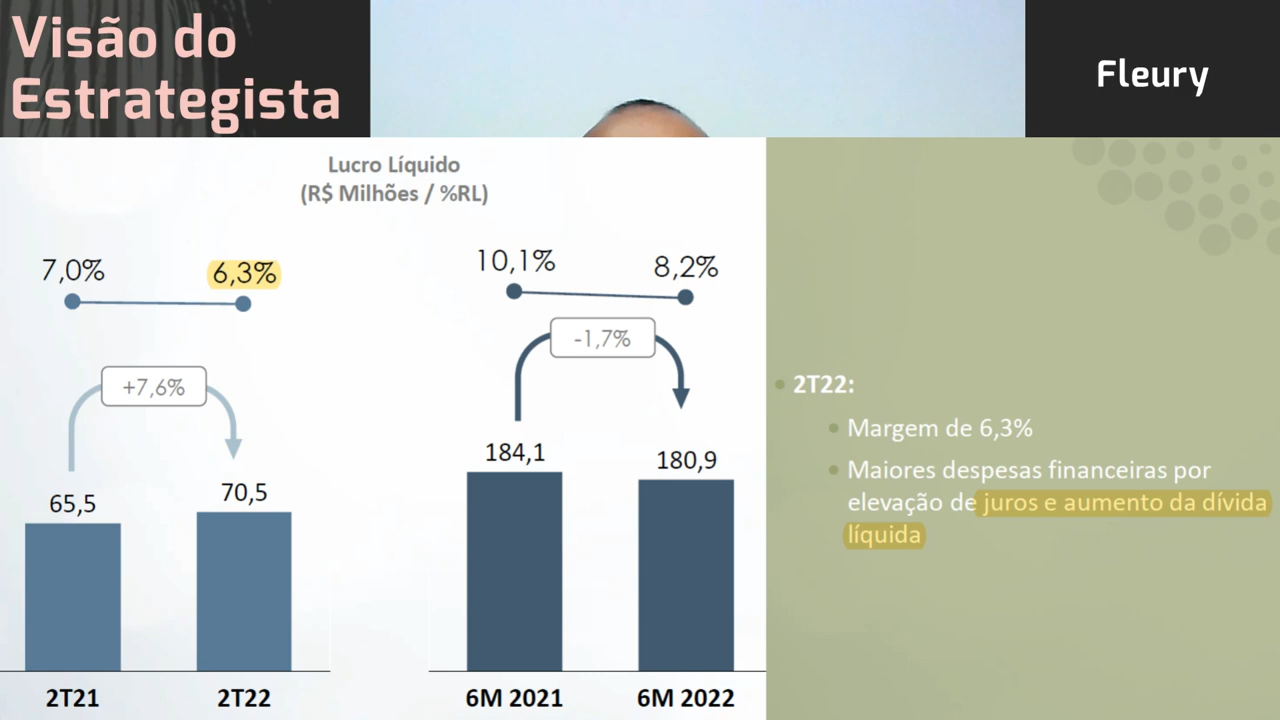 Visão do
Estrategista
Fleury
Lucro Líquido
(R$ Milhões / %RL)
7,0%
6,3%
+7,6%
65,5
70,5
2T21
2T22
10,1%
8,2%
-1,7%
184,1
180,9
6M 2021
6M 2022
2T22:
Margem de 6,3%
Maiores despesas financeiras por
elevação de juros e aumento da dívida
líquida